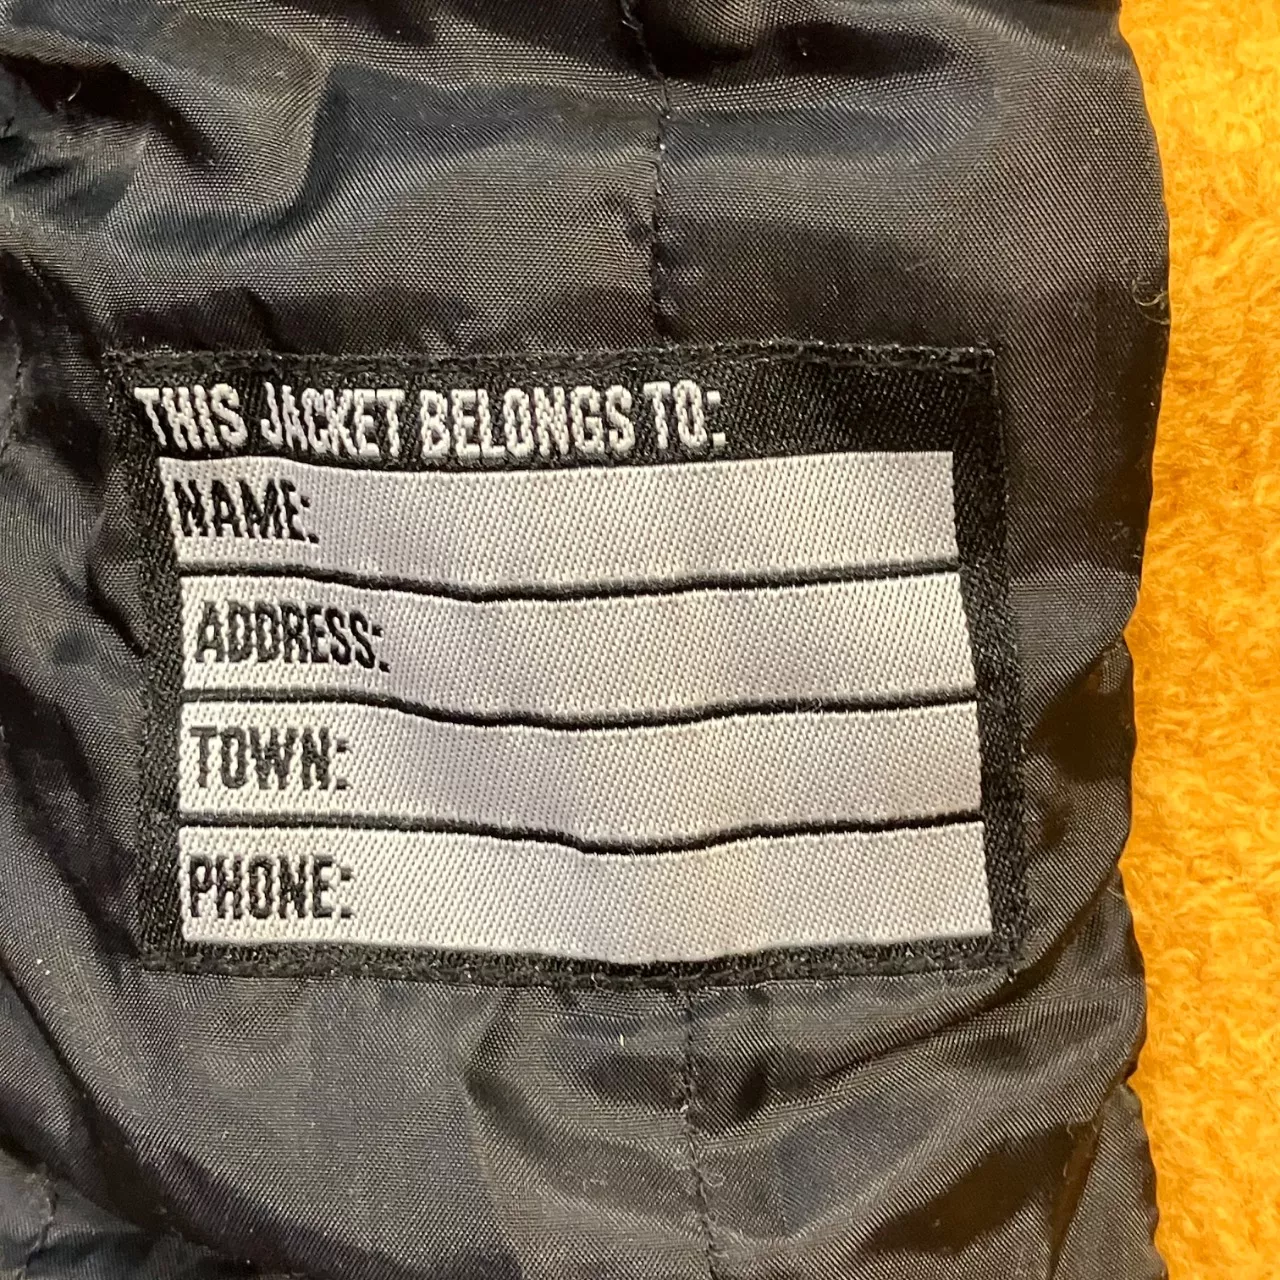 THIS JACKET BELONGS TO:
NAME:
ADDRESS:
TOWN:
PHONE: